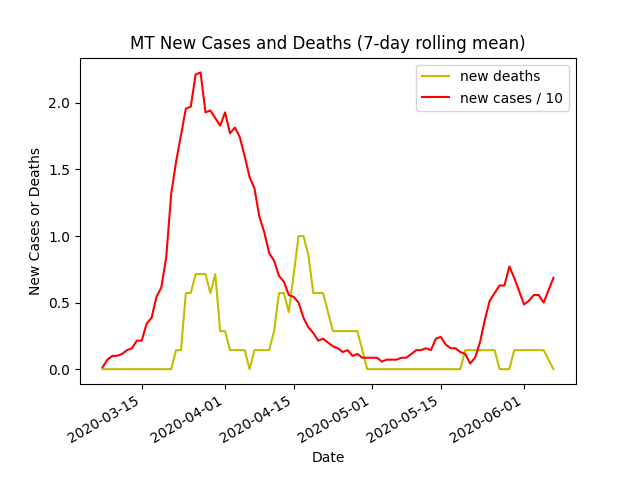 MT New Cases and Deaths (7-day rolling mean)
new deaths
new cases / 10
New Cases or Deaths
2.0
1.5
1.0
0.5
0.0
2020-03-15
2020-04-01
2020-04-15
2020-05-01
2020-05-15
2020-06-01
Date